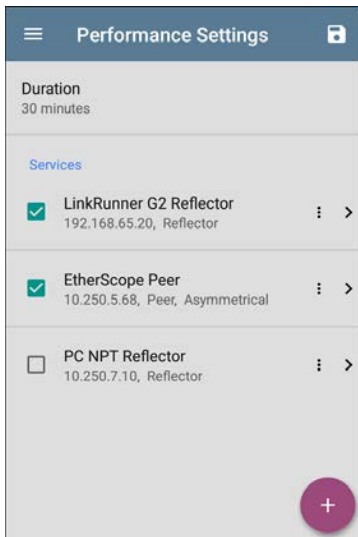 Performance Settings
Duration
30 minutes
Services
LinkRunner G2 Reflector
192.168.65.20, Reflector
EtherScope Peer
10.250.5.68, Peer, Asymmetrical
PC NPT Reflector
10.250.7.10, Reflector